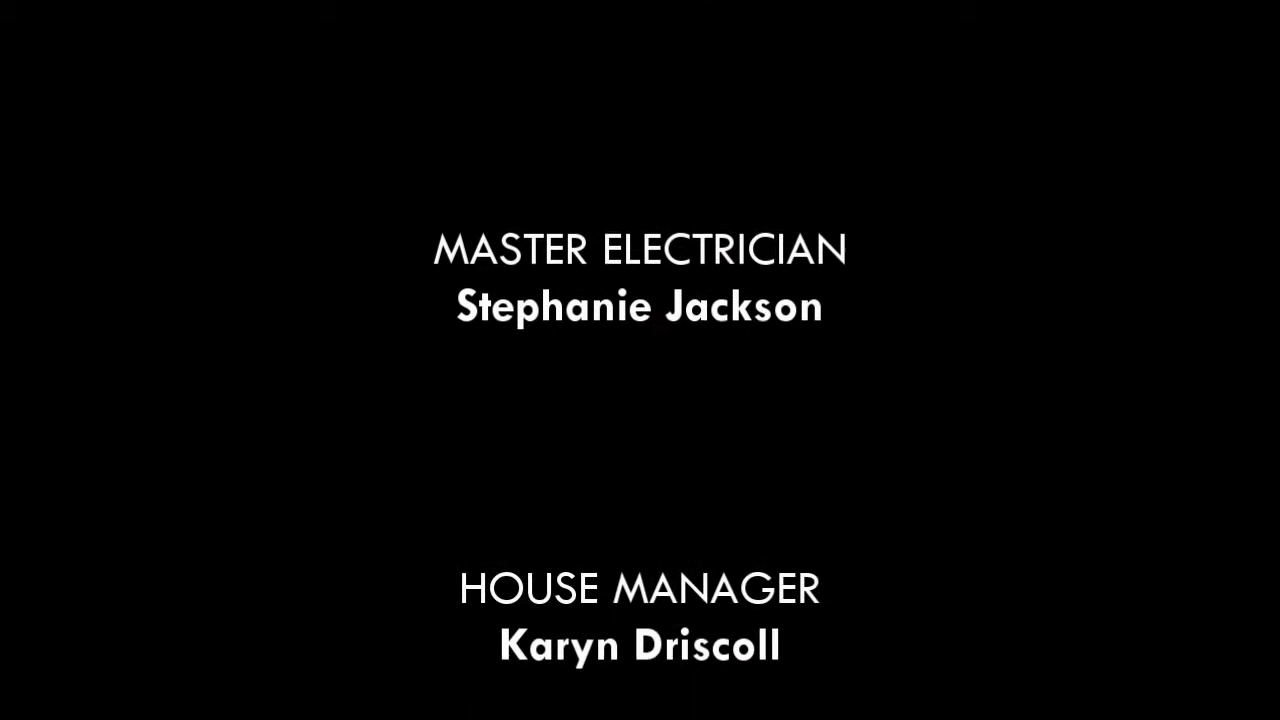 MASTER ELECTRICIAN
Stephanie Jackson
HOUSE MANAGER
Karyn Driscoll